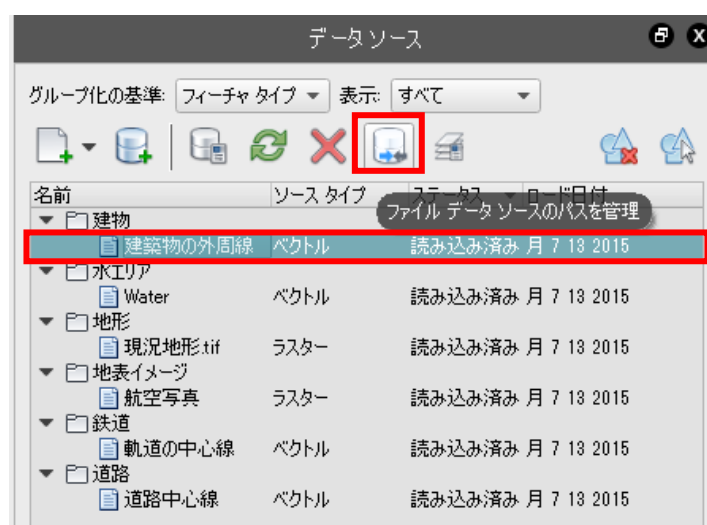 データソース
グループ化の基準: フィーチャ タイプ 表示: すべて
名前 ソース タイプ ステータス ロード日付
ファイル データ ソースのパスを管理
建物
建築物の外周線 ベクトル 読み込み済み 月 7 13 2015
水エリア
Water ベクトル 読み込み済み 月 7 13 2015
地形
現況地形.tif ラスター 読み込み済み 月 7 13 2015
地表イメージ
航空写真 ラスター 読み込み済み 月 7 13 2015
鉄道
軌道の中心線 ベクトル 読み込み済み 月 7 13 2015
道路
道路中心線 ベクトル 読み込み済み 月 7 13 2015